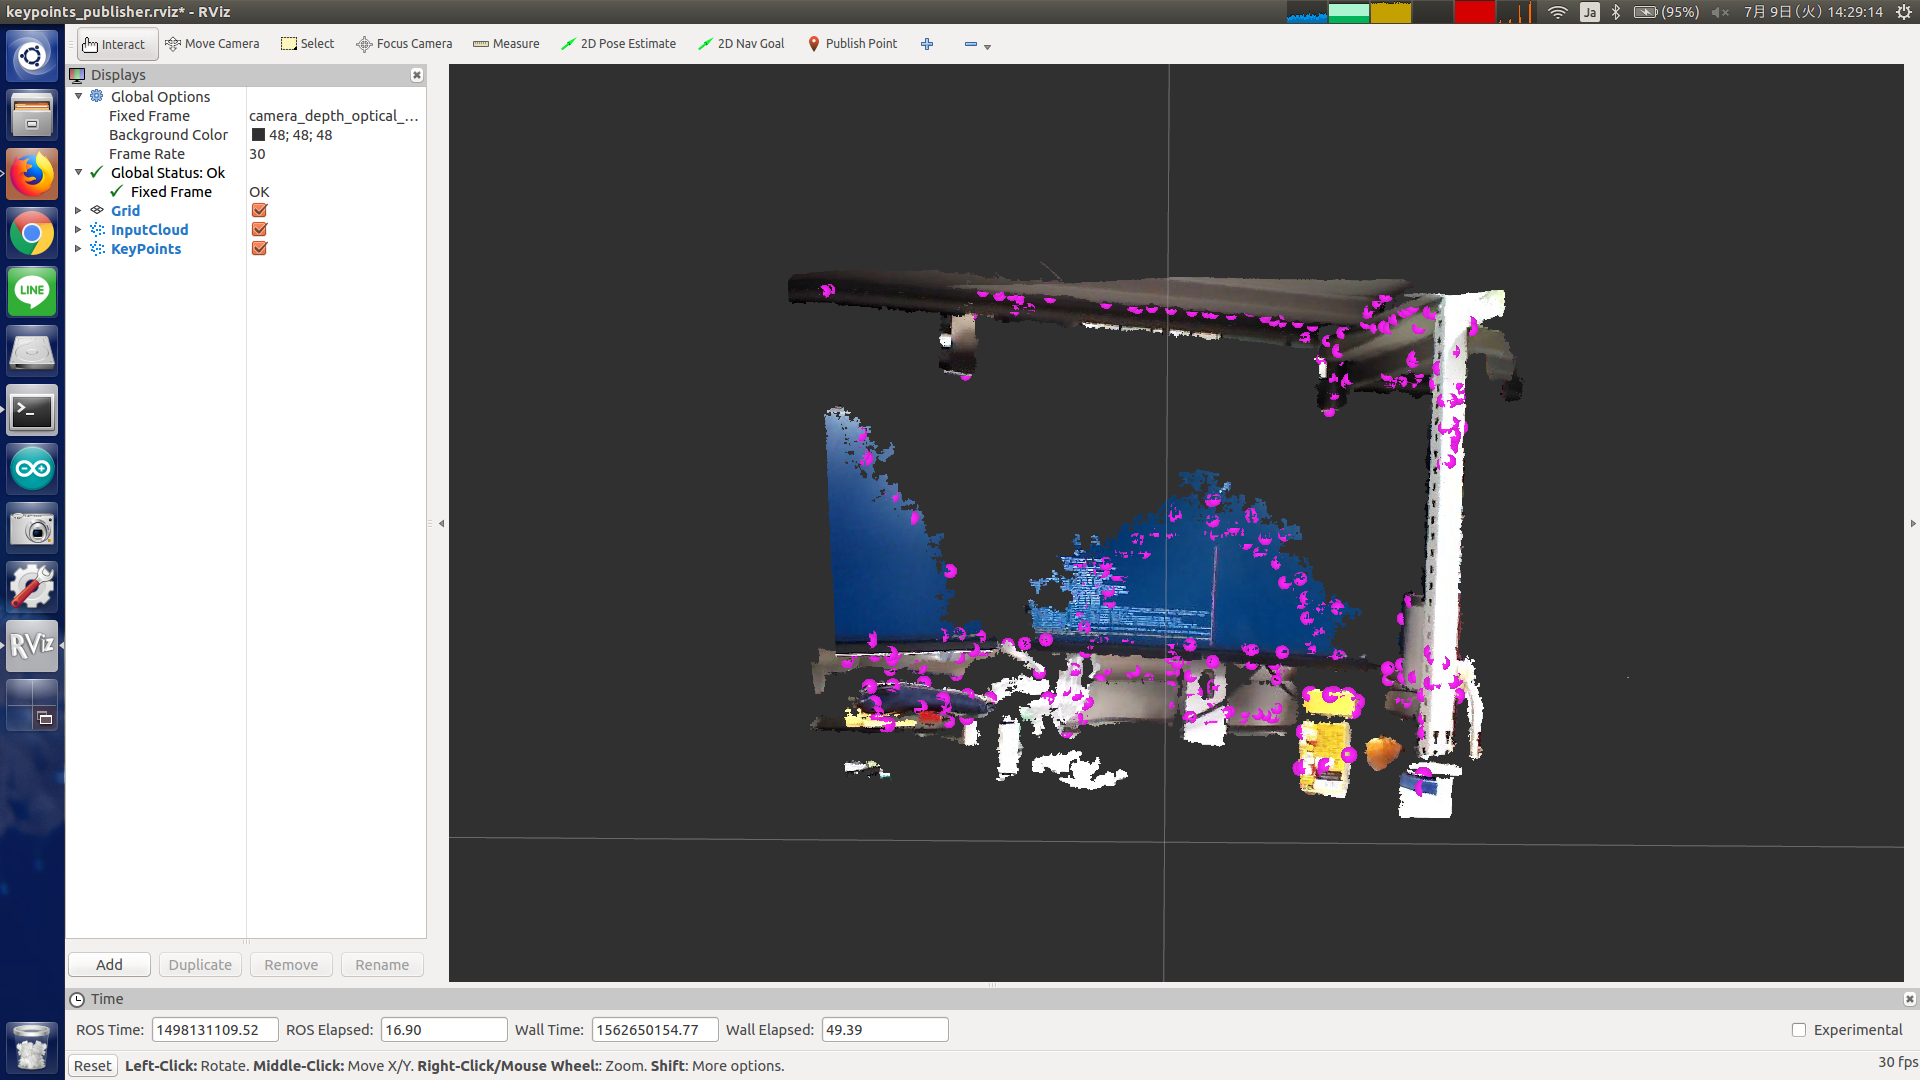 keypoints_publisher.rviz* - RViz
Ja
(95%)
7月 9日(火) 14:29:14
Interact
Move Camera
Select
Focus Camera
Measure
2D Pose Estimate
2D Nav Goal
Publish Point
Displays
Global Options
Fixed Frame
camera_depth_optical_...
Background Color
48; 48; 48
Frame Rate
30
Global Status: Ok
Fixed Frame
OK
Grid
InputCloud
KeyPoints
LINE
RViz
Add
Duplicate
Remove
Rename
Time
ROS Time:
1498131109.52
ROS Elapsed:
16.90
Wall Time:
1562650154.77
Wall Elapsed:
49.39
Experimental
Reset
Left-Click: Rotate. Middle-Click: Move X/Y. Right-Click/Mouse Wheel:: Zoom. Shift: More options.
30 fps